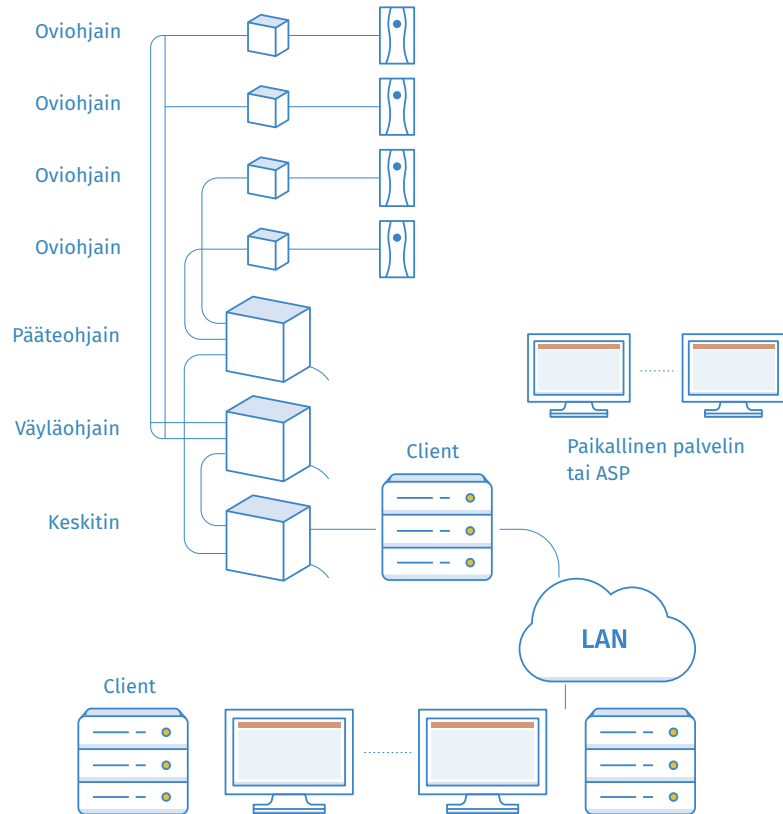 Oviohjain
Oviohjain
Oviohjain
Oviohjain
Pääteohjain
Väyläohjain
Keskitin
Client
Paikallinen palvelin
tai ASP
LAN
Client